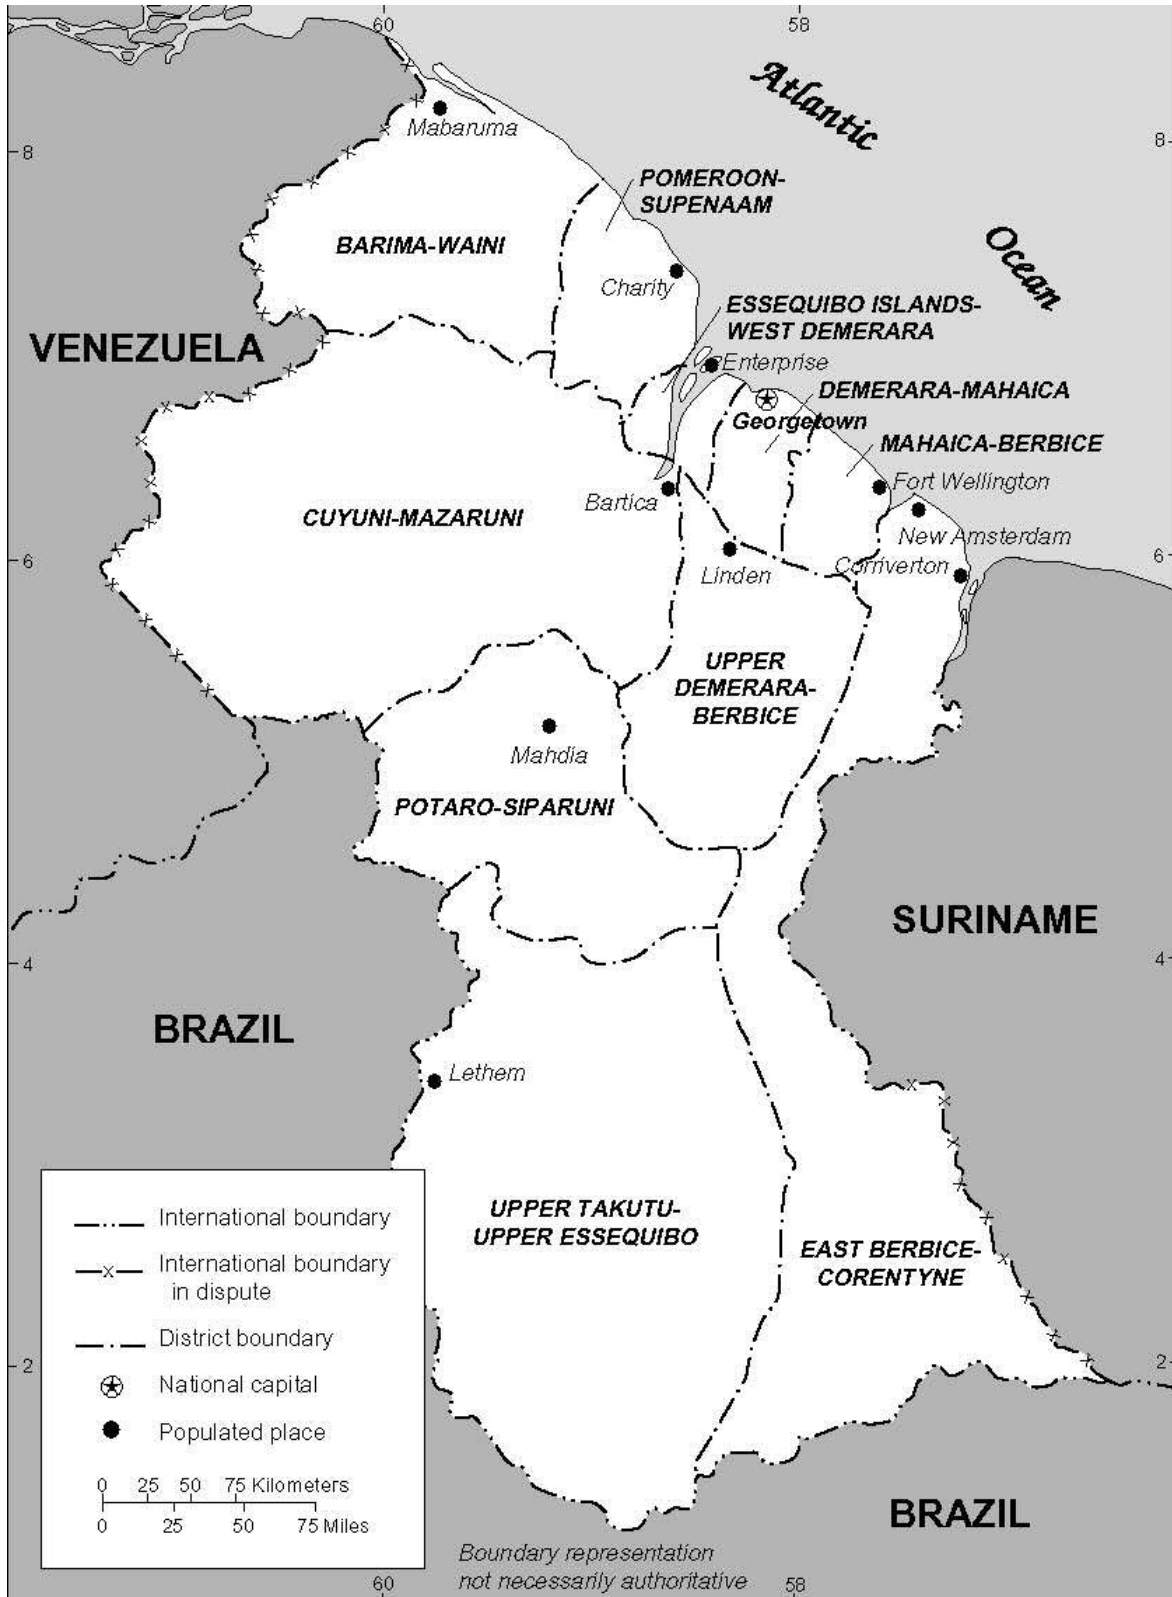 60
58
Atlantic
Ocean
8
8
Mabaruma
POMEROON-
SUPENAAM
BARIMA-WAINI
Charity
ESSEQUIBO ISLANDS-
WEST DEMERARA
VENEZUELA
Enterprise
DEMERARA-MAHAICA
Georgetown
MAHAICA-BERBICE
Fort Wellington
Bartica
CUYUNI-MAZARUNI
New Amsterdam
6
6
Linden
Corriverton
UPPER
DEMERARA-
BERBICE
Mahdia
POTARO-SIPARUNI
SURINAME
4
4
BRAZIL
Lethem
UPPER TAKUTU-
UPPER ESSEQUIBO
EAST BERBICE-
CORENTYNE
International boundary
International boundary
in dispute
District boundary
2
2
National capital
Populated place
0 25 50 75 Kilometers
0 25 50 75 Miles
BRAZIL
Boundary representation
not necessarily authoritative
60
58